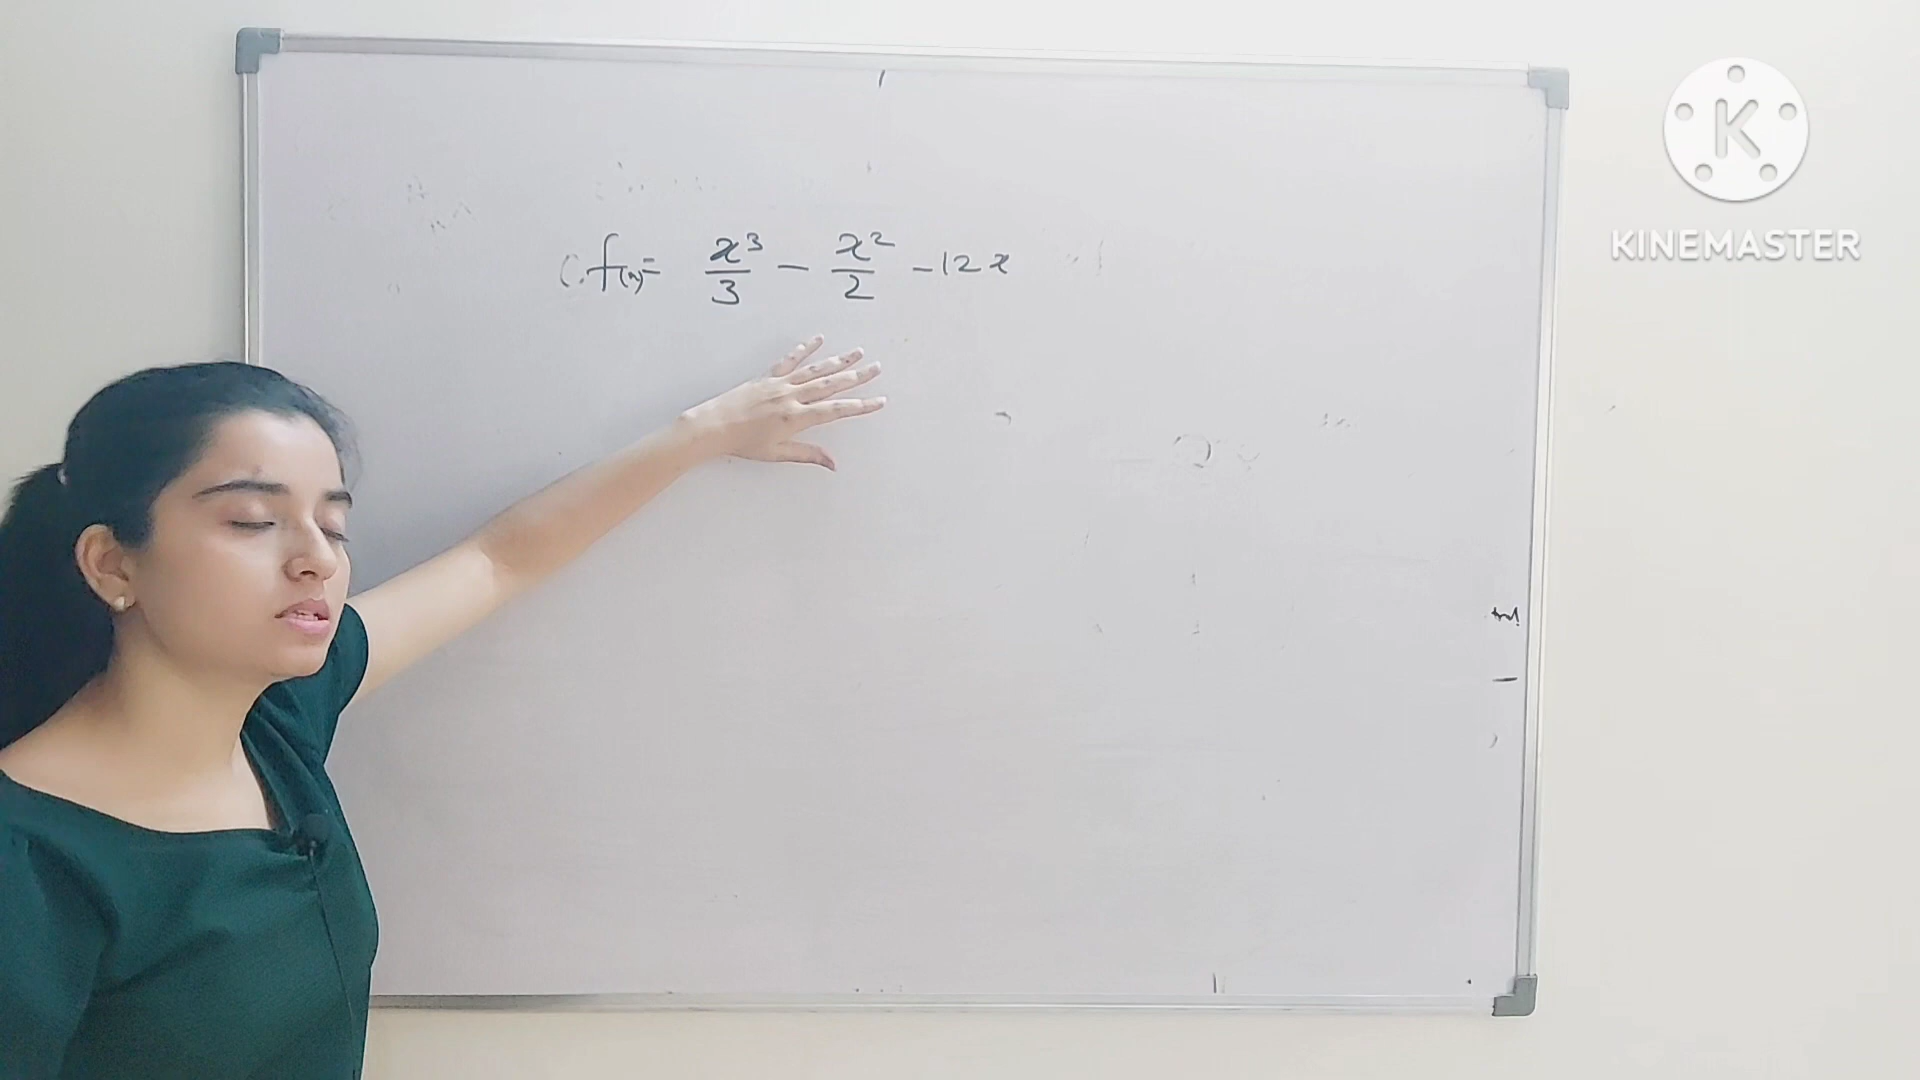 f(x) = x³/3 - x²/2 - 12x
K
KINEMASTER